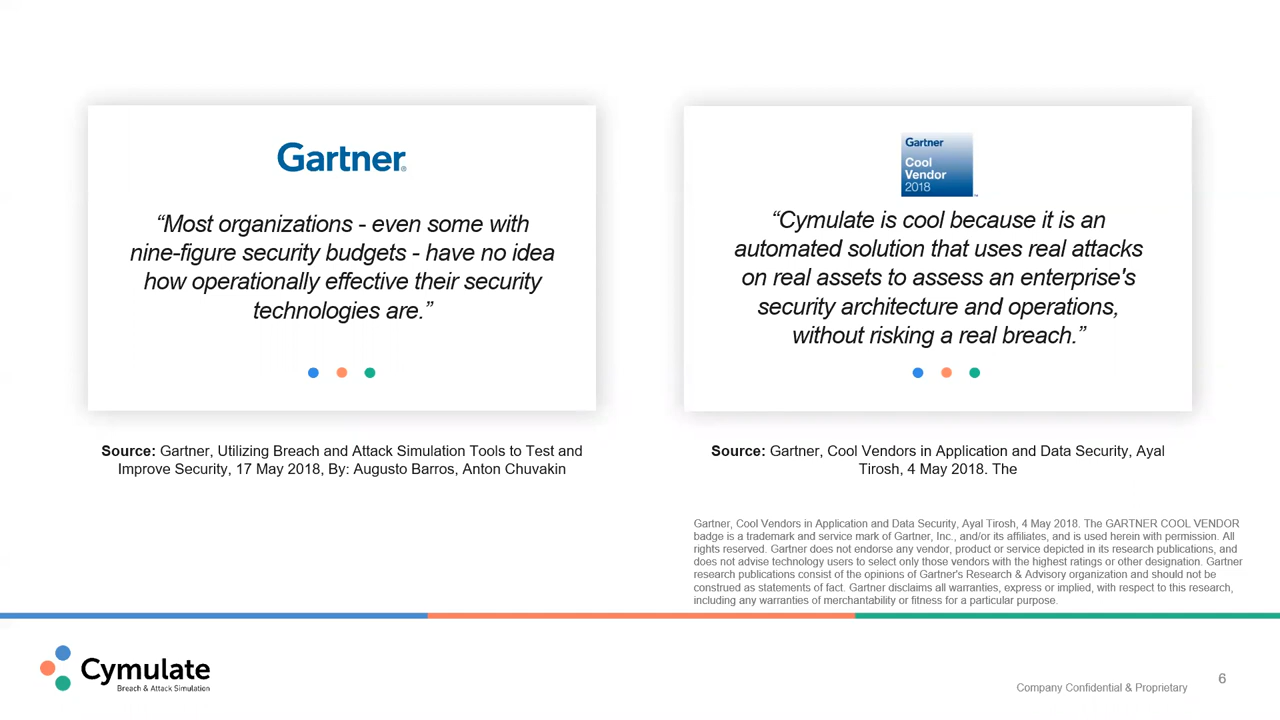 Gartner®
“Most organizations - even some with
nine-figure security budgets - have no idea
how operationally effective their security
technologies are.”
Source: Gartner, Utilizing Breach and Attack Simulation Tools to Test and
Improve Security, 17 May 2018, By: Augusto Barros, Anton Chuvakin
Gartner
Cool
Vendor
2018
™
“Cymulate is cool because it is an
automated solution that uses real attacks
on real assets to assess an enterprise's
security architecture and operations,
without risking a real breach.”
Source: Gartner, Cool Vendors in Application and Data Security, Ayal
Tirosh, 4 May 2018. The
Gartner, Cool Vendors in Application and Data Security, Ayal Tirosh, 4 May 2018. The GARTNER COOL VENDOR
badge is a trademark and service mark of Gartner, Inc., and/or its affiliates, and is used herein with permission. All
rights reserved. Gartner does not endorse any vendor, product or service depicted in its research publications, and
does not advise technology users to select only those vendors with the highest ratings or other designation. Gartner
research publications consist of the opinions of Gartner's Research & Advisory organization and should not be
construed as statements of fact. Gartner disclaims all warranties, express or implied, with respect to this research,
including any warranties of merchantability or fitness for a particular purpose.
Cymulate
Breach & Attack Simulation
Company Confidential & Proprietary
6